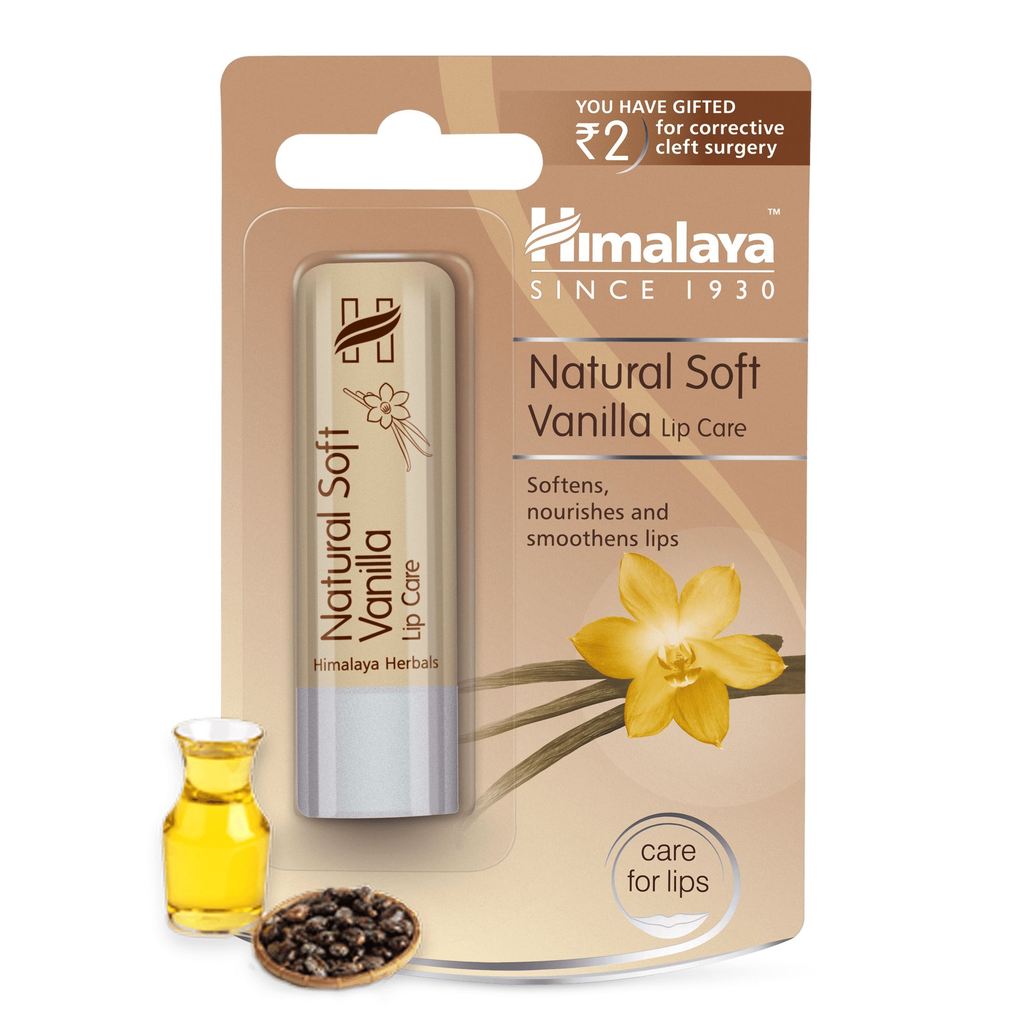 YOU HAVE GIFTED
₹2 for corrective
cleft surgery
Himalaya™
SINCE 1930
Natural Soft
Vanilla Lip Care
Softens,
nourishes and
smoothens lips
care
for lips
Natural Soft
Vanilla
Lip Care
Himalaya Herbals